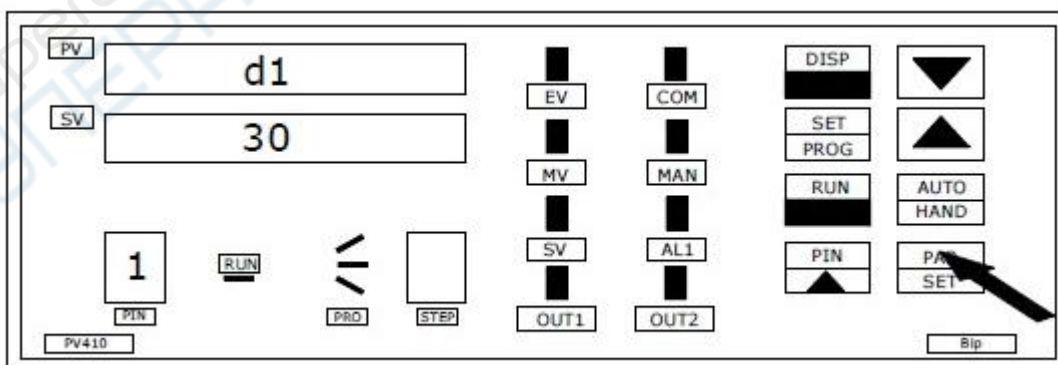 PV
d1
SV
30
1
PIN
RUN
PRO
STEP
PV410
EV
COM
MV
MAN
SV
AL1
OUT1
OUT2
DISP
SET
PROG
RUN
AUTO
HAND
PIN
SET
Bip